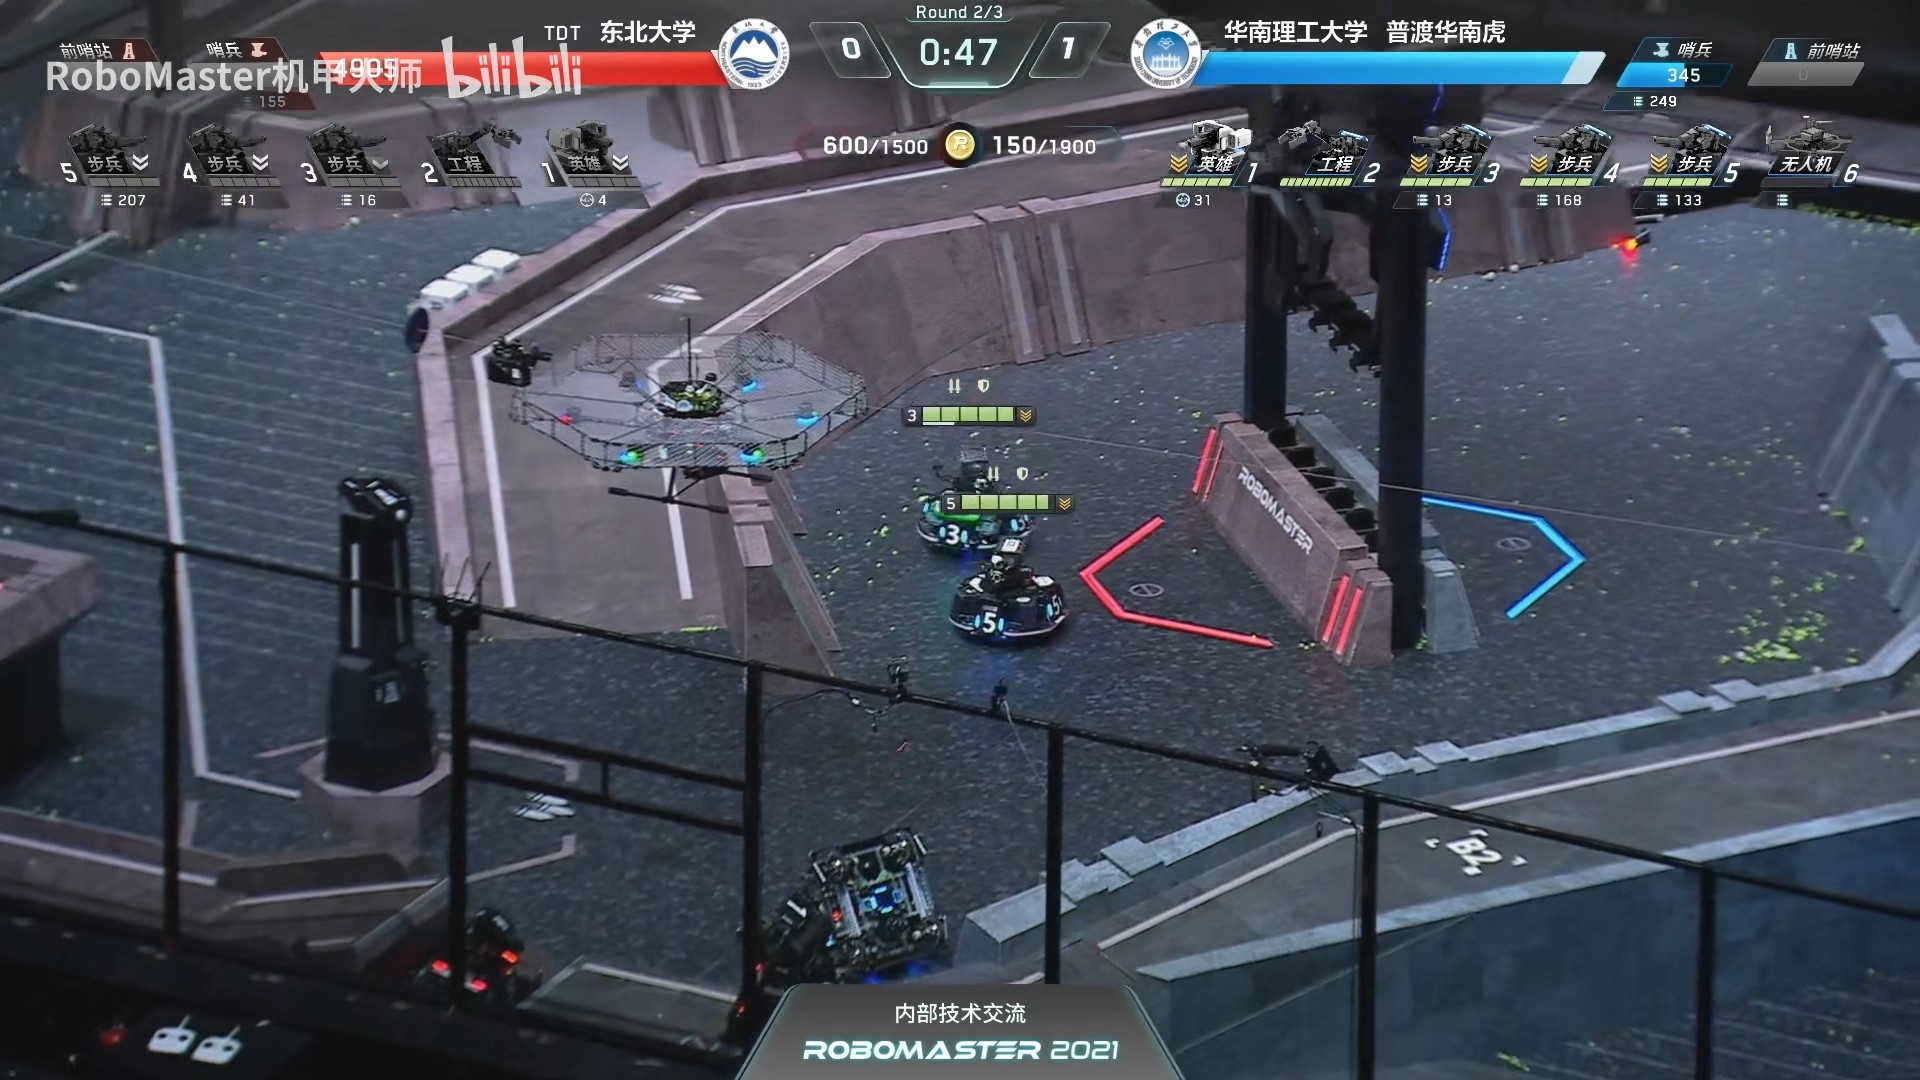 Round 2/3
TDT 东北大学
0
0:47
1
华南理工大学 普渡华南虎
前哨站
哨兵
4905
155
RoboMaster机甲大师 bilibili
哨兵
345
249
前哨站
0
600/1500
150/1900
5 步兵
207
4 步兵
41
3 步兵
16
2 工程
1 英雄
4
英雄 1
31
工程 2
步兵 3
13
步兵 4
168
步兵 5
133
无人机 6
3
5
ROBOMASTER
3
5
5
1
B2
内部技术交流
ROBOMASTER 2021